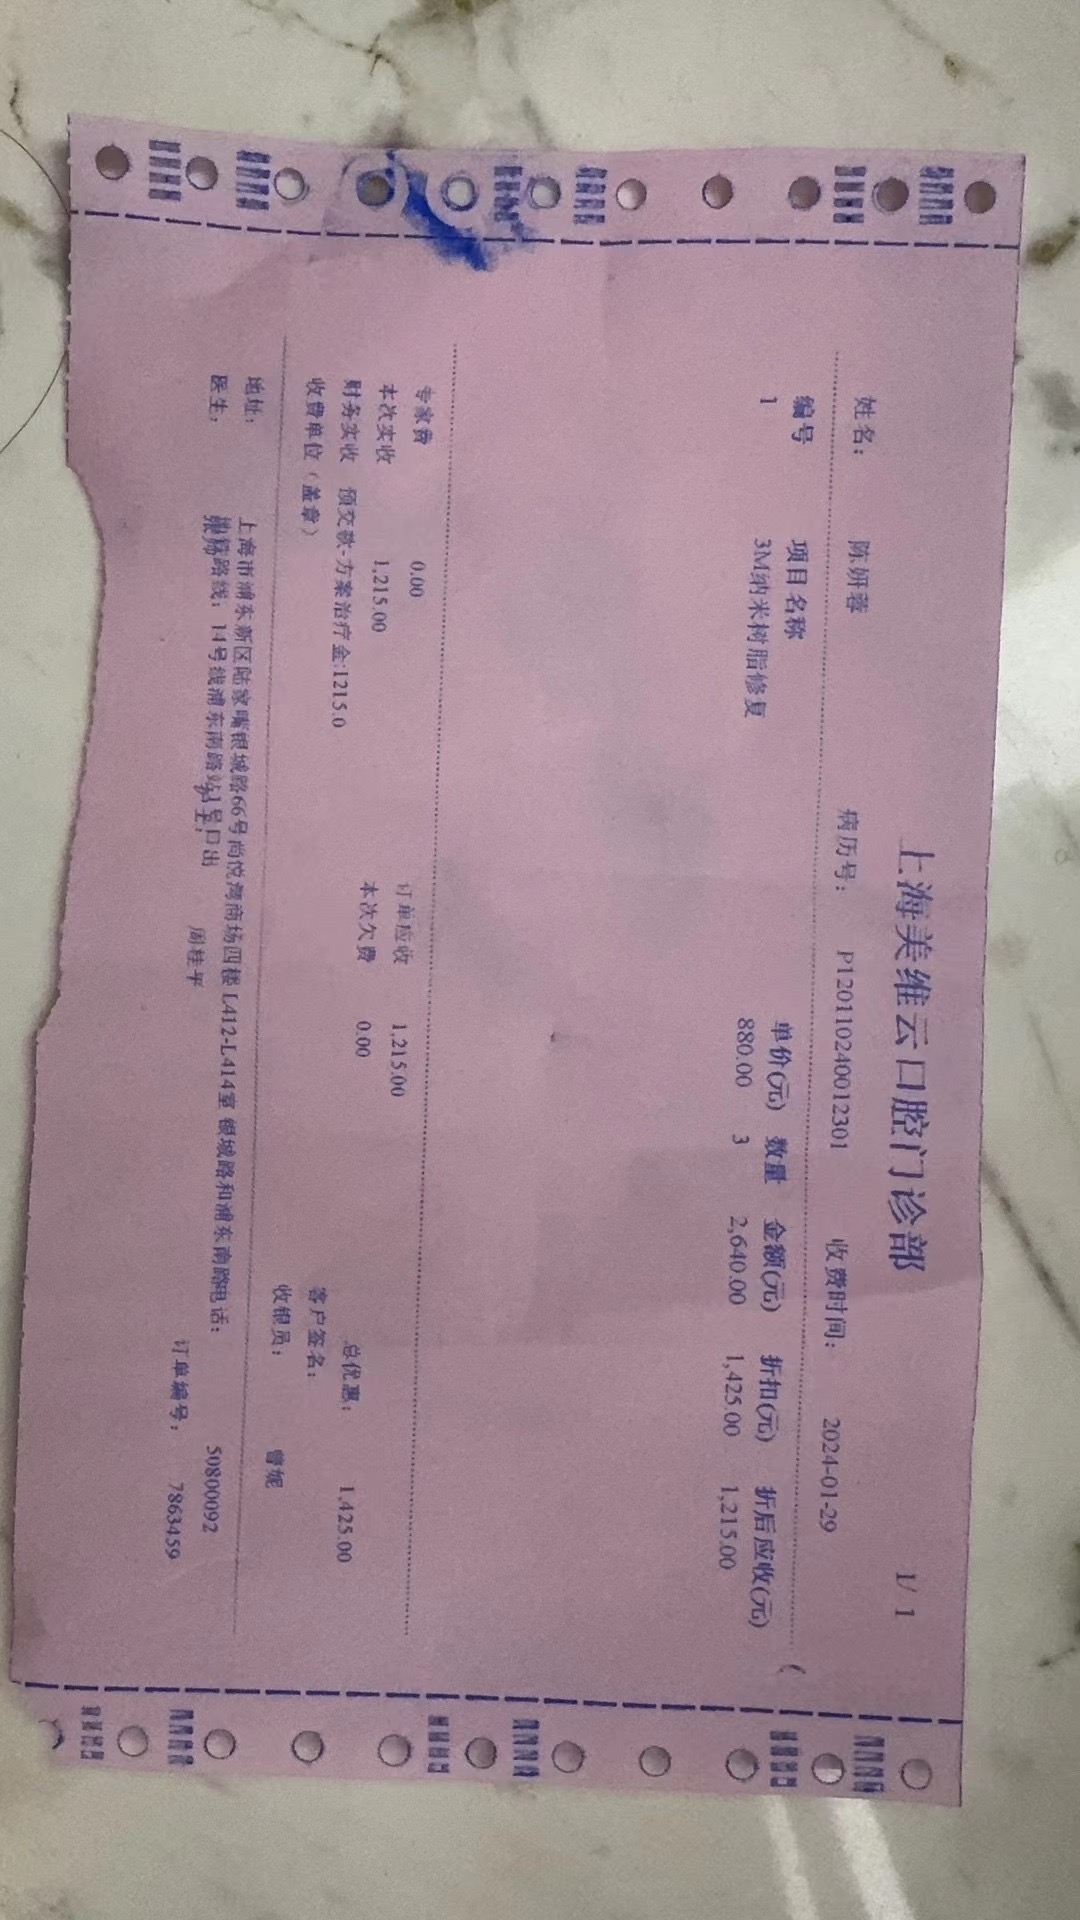 上海美维云口腔门诊部 1/ 1
姓名： 陈妍蓉 病历号： P12011024001​2301 收费时间： 2024-01-29
编号 项目名称 单价(元) 数量 金额(元) 折扣(元) 折后应收(元) (
1 3M纳米树脂修复 880.00 3 2,640.00 1,425.00 1,215.00
专家费 0.00 订单应收 1,215.00 总优惠： 1,425.00
本次实收 1,215.00 本次欠费 0.00 客户签名：
财务实收 预交款-方案治疗金:1215.0
收费单位（盖章） 收银员： 曾妮
地址： 上海市浦东新区陆家嘴银城路66号尚悦湾商场四楼 L412-L414室 银城路和浦东南路电话： 50800092
路线：14号线浦东南路站1号口出
医生： 周桂平 订单编号： 7863459